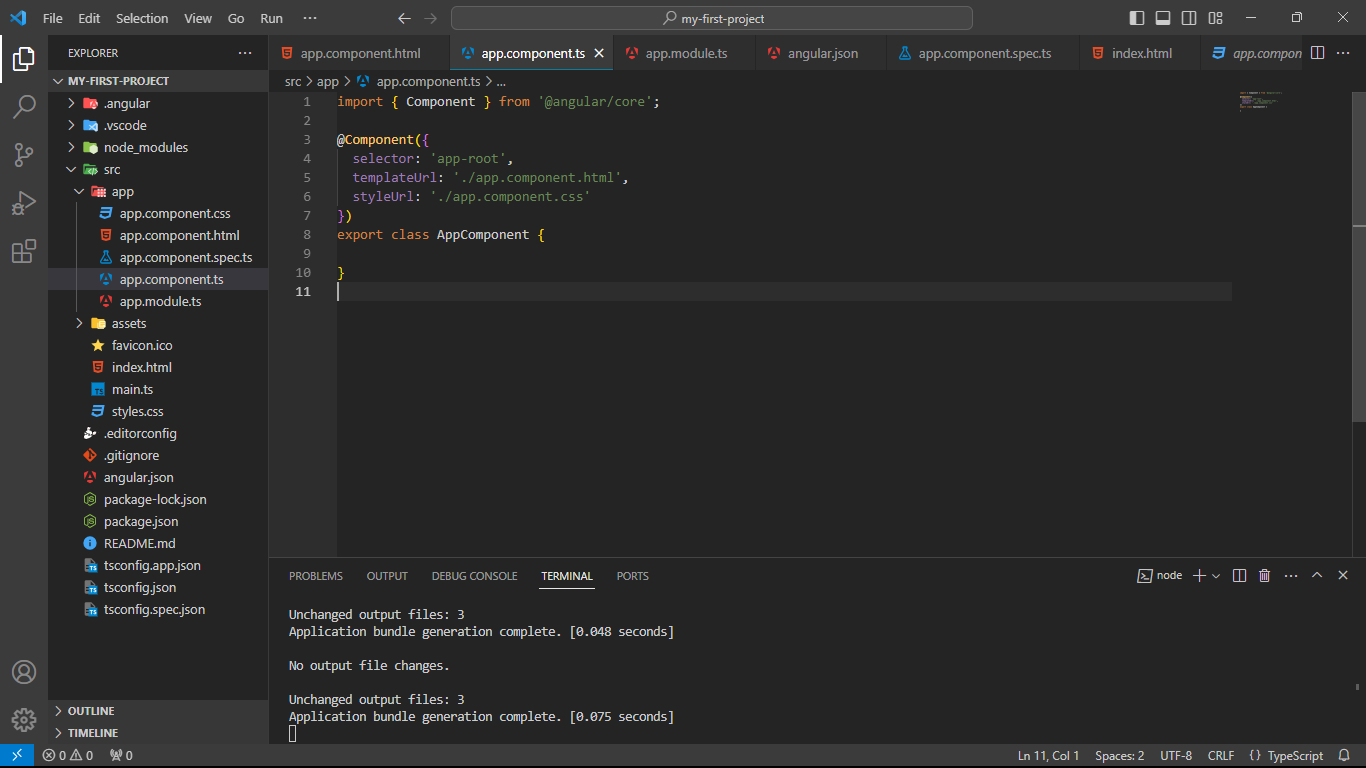 File Edit Selection View Go Run ···
my-first-project
EXPLORER ···
MY-FIRST-PROJECT
.angular
.vscode
node_modules
src
app
app.component.css
app.component.html
app.component.spec.ts
app.component.ts
app.module.ts
assets
favicon.ico
index.html
main.ts
styles.css
.editorconfig
.gitignore
angular.json
package-lock.json
package.json
README.md
tsconfig.app.json
tsconfig.json
tsconfig.spec.json
OUTLINE
TIMELINE
app.component.html app.component.ts app.module.ts angular.json app.component.spec.ts index.html app.compon
src > app > app.component.ts > ...
1 import { Component } from '@angular/core';
2
3 @Component({
4 selector: 'app-root',
5 templateUrl: './app.component.html',
6 styleUrl: './app.component.css'
7 })
8 export class AppComponent {
9
10 }
11
PROBLEMS OUTPUT DEBUG CONSOLE TERMINAL PORTS
node
Unchanged output files: 3
Application bundle generation complete. [0.048 seconds]
No output file changes.
Unchanged output files: 3
Application bundle generation complete. [0.075 seconds]
0 0 0 Ln 11, Col 1 Spaces: 2 UTF-8 CRLF {} TypeScript